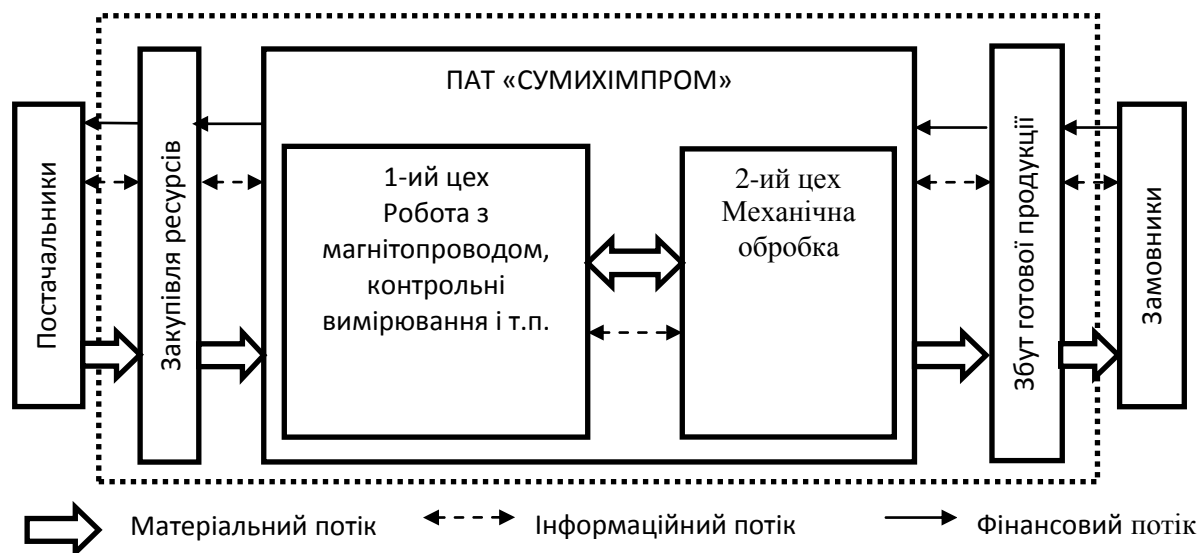 Постачальники
Закупівля ресурсів
ПАТ «СУМИХІМПРОМ»
1-ий цех
Робота з
магнітопроводом,
контрольні
вимірювання і т.п.
2-ий цех
Механічна
обробка
Збут готової продукції
Замовники
Матеріальний потік
Інформаційний потік
Фінансовий потік